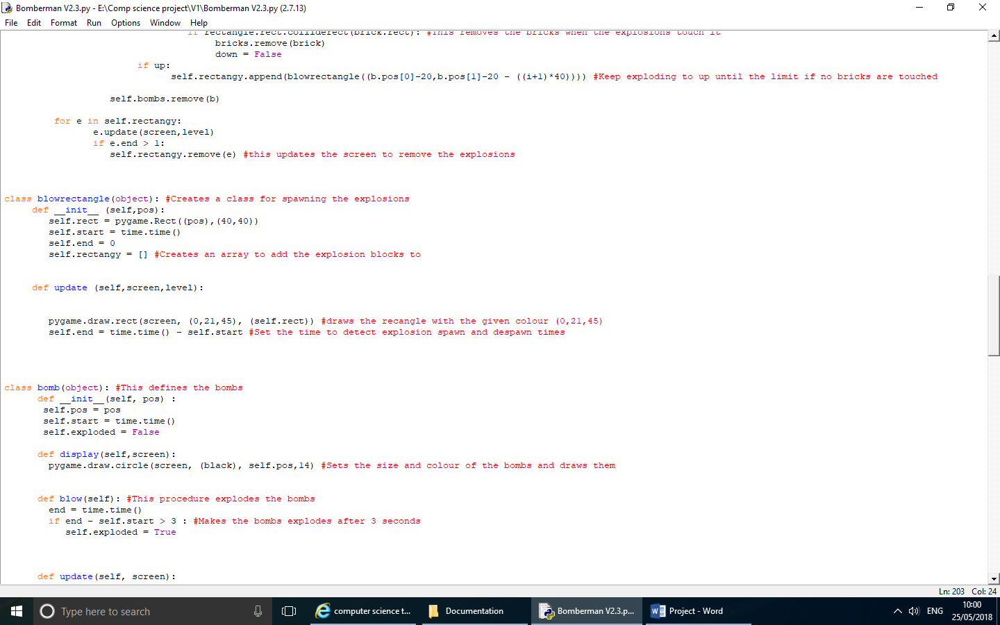 Bomberman V2.3.py - E:\Comp science project\V1\Bomberman V2.3.py (2.7.13)
File Edit Format Run Options Window Help
if rectangle.rect.colliderect(brick.rect): #This removes the bricks when the explosions touch it
bricks.remove(brick)
down = False
if up:
self.rectangy.append(blowrectangle((b.pos[0]-20,b.pos[1]-20 - ((i+1)*40)))) #Keep exploding to up until the limit if no bricks are touched
self.bombs.remove(b)
for e in self.rectangy:
e.update(screen,level)
if e.end > 1:
self.rectangy.remove(e) #this updates the screen to remove the explosions
class blowrectangle(object): #Creates a class for spawning the explosions
def __init__ (self,pos):
self.rect = pygame.Rect((pos),(40,40))
self.start = time.time()
self.end = 0
self.rectangy = [] #Creates an array to add the explosion blocks to
def update (self,screen,level):
pygame.draw.rect(screen, (0,21,45), (self.rect)) #draws the recangle with the given colour (0,21,45)
self.end = time.time() - self.start #Set the time to detect explosion spawn and despawn times
class bomb(object): #This defines the bombs
def __init__(self, pos) :
self.pos = pos
self.start = time.time()
self.exploded = False
def display(self,screen):
pygame.draw.circle(screen, (black), self.pos,14) #Sets the size and colour of the bombs and draws them
def blow(self): #This procedure explodes the bombs
end = time.time()
if end - self.start > 3 : #Makes the bombs explodes after 3 seconds
self.exploded = True
def update(self, screen):
Ln: 203 Col: 24
Type here to search
computer science t...
Documentation
Bomberman V2.3.p...
Project - Word
ENG
10:00
25/05/2018